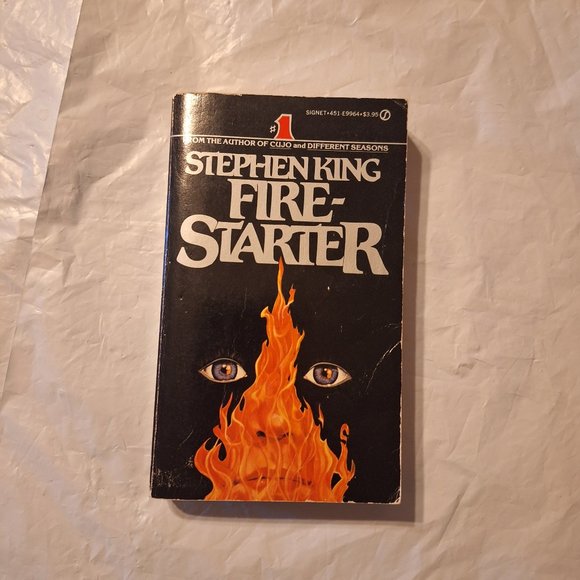 SIGNET•451-E9964•$3.95
#1
FROM THE AUTHOR OF CUJO and DIFFERENT SEASONS
STEPHEN KING
FIRE-
STARTER